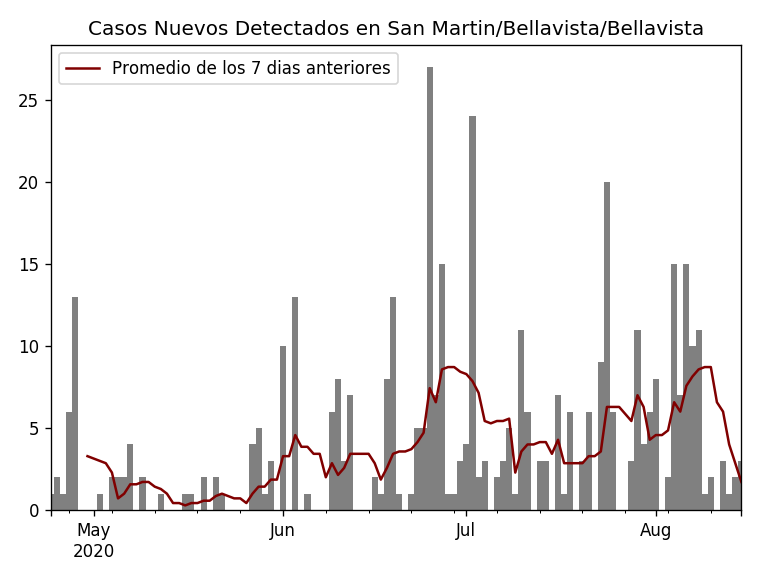 Casos Nuevos Detectados en San Martin/Bellavista/Bellavista
Promedio de los 7 dias anteriores
25
20
15
10
5
0
May Jun Jul Aug
2020